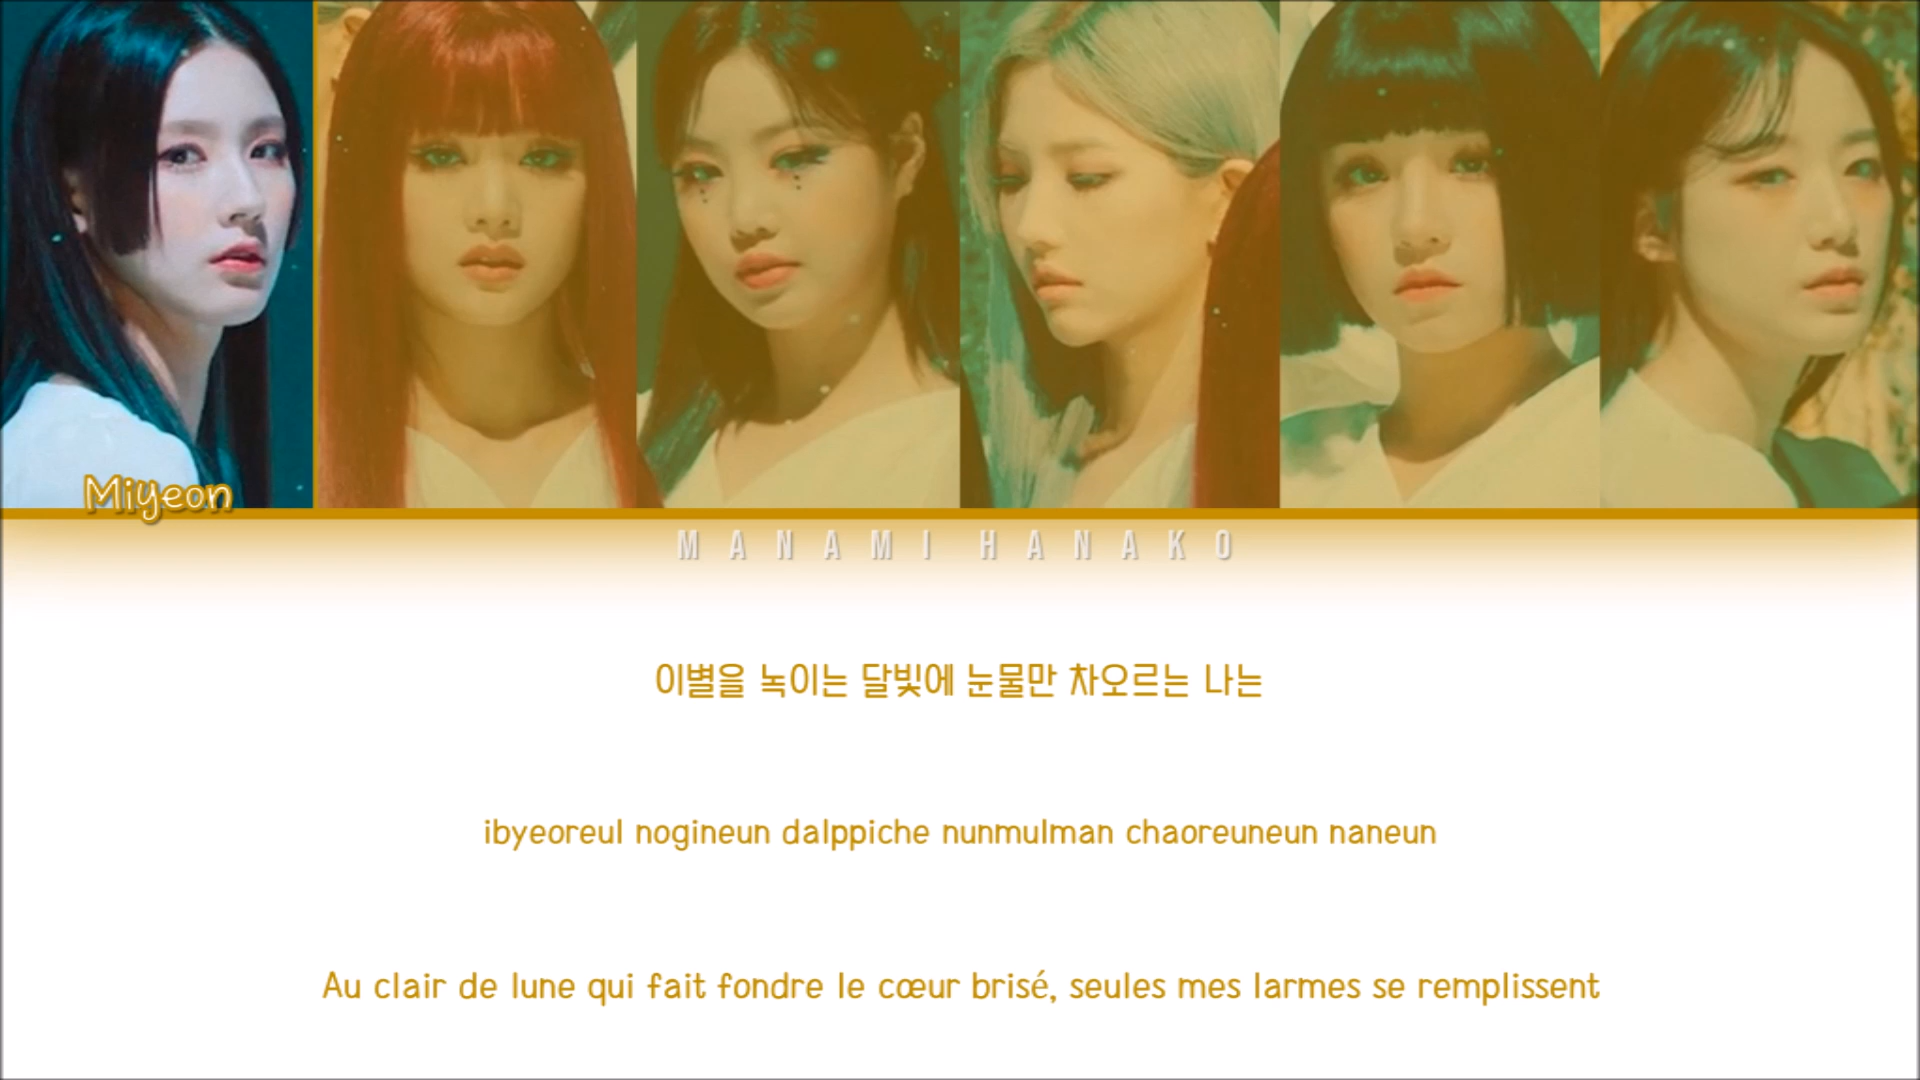 Miyeon
MANAMI HANAKO
이별을 녹이는 달빛에 눈물만 차오르는 나는
ibyeoreul nogineun dalppiche nunmulman chaoreuneun naneun
Au clair de lune qui fait fondre le cœur brisé, seules mes larmes se remplissent